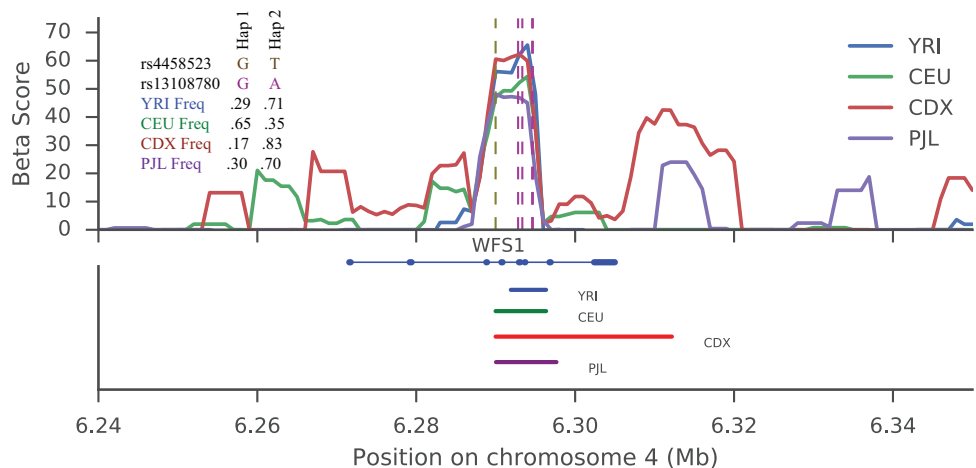 Hap 1
Hap 2
rs4458523 G T
rs13108780 G A
YRI Freq .29 .71
CEU Freq .65 .35
CDX Freq .17 .83
PJL Freq .30 .70
Beta Score
70
60
50
40
30
20
10
0
YRI
CEU
CDX
PJL
WFS1
YRI
CEU
CDX
PJL
6.24 6.26 6.28 6.30 6.32 6.34
Position on chromosome 4 (Mb)